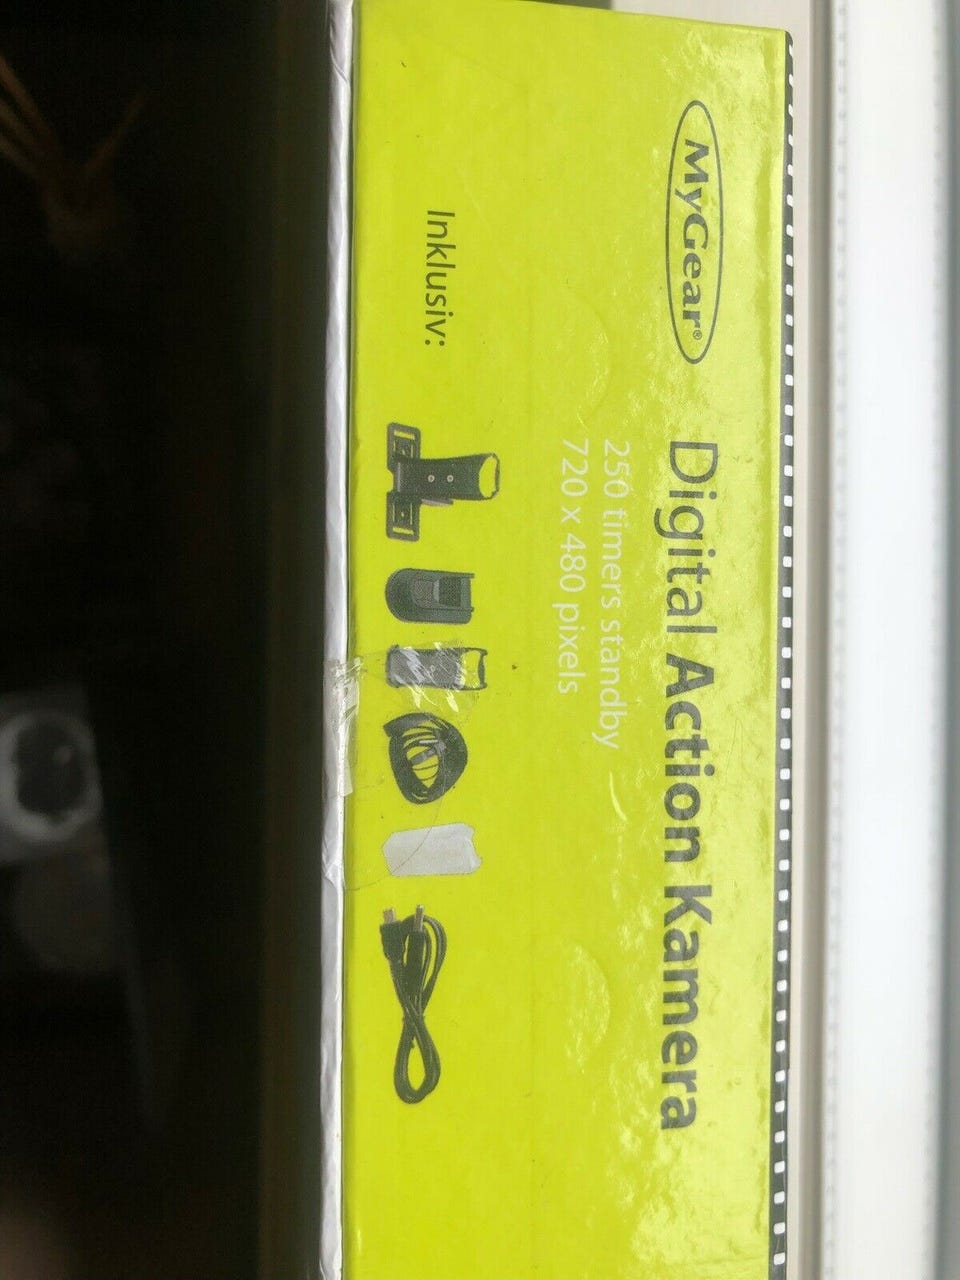 MyGear®
Digital Action Kamera
250 timers standby
720 x 480 pixels
Inklusiv: